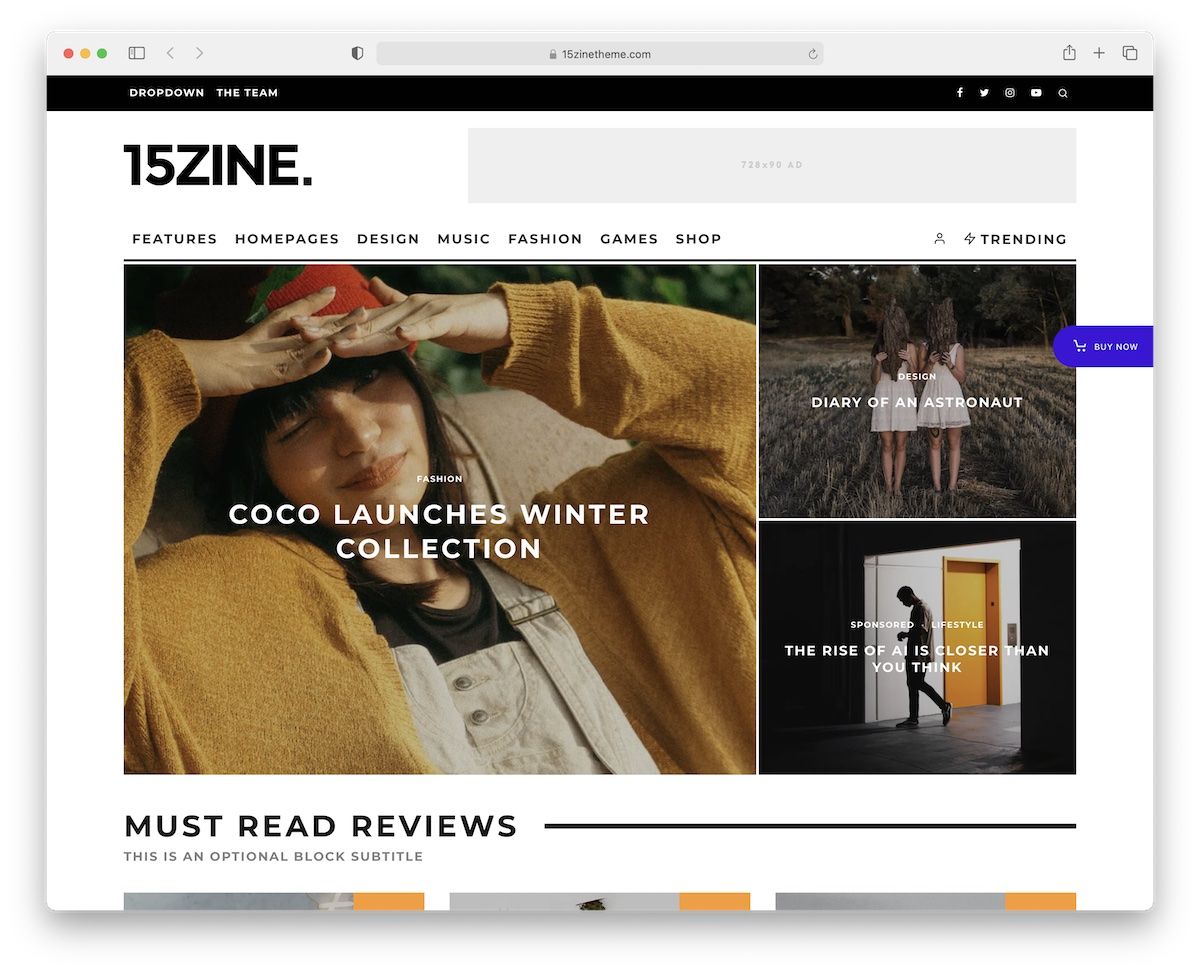 15zinetheme.com
DROPDOWN THE TEAM
15ZINE.
728x90 AD
FEATURES HOMEPAGES DESIGN MUSIC FASHION GAMES SHOP TRENDING
FASHION
COCO LAUNCHES WINTER
COLLECTION
DESIGN
DIARY OF AN ASTRONAUT
BUY NOW
SPONSORED · LIFESTYLE
THE RISE OF AI IS CLOSER THAN
YOU THINK
MUST READ REVIEWS
THIS IS AN OPTIONAL BLOCK SUBTITLE